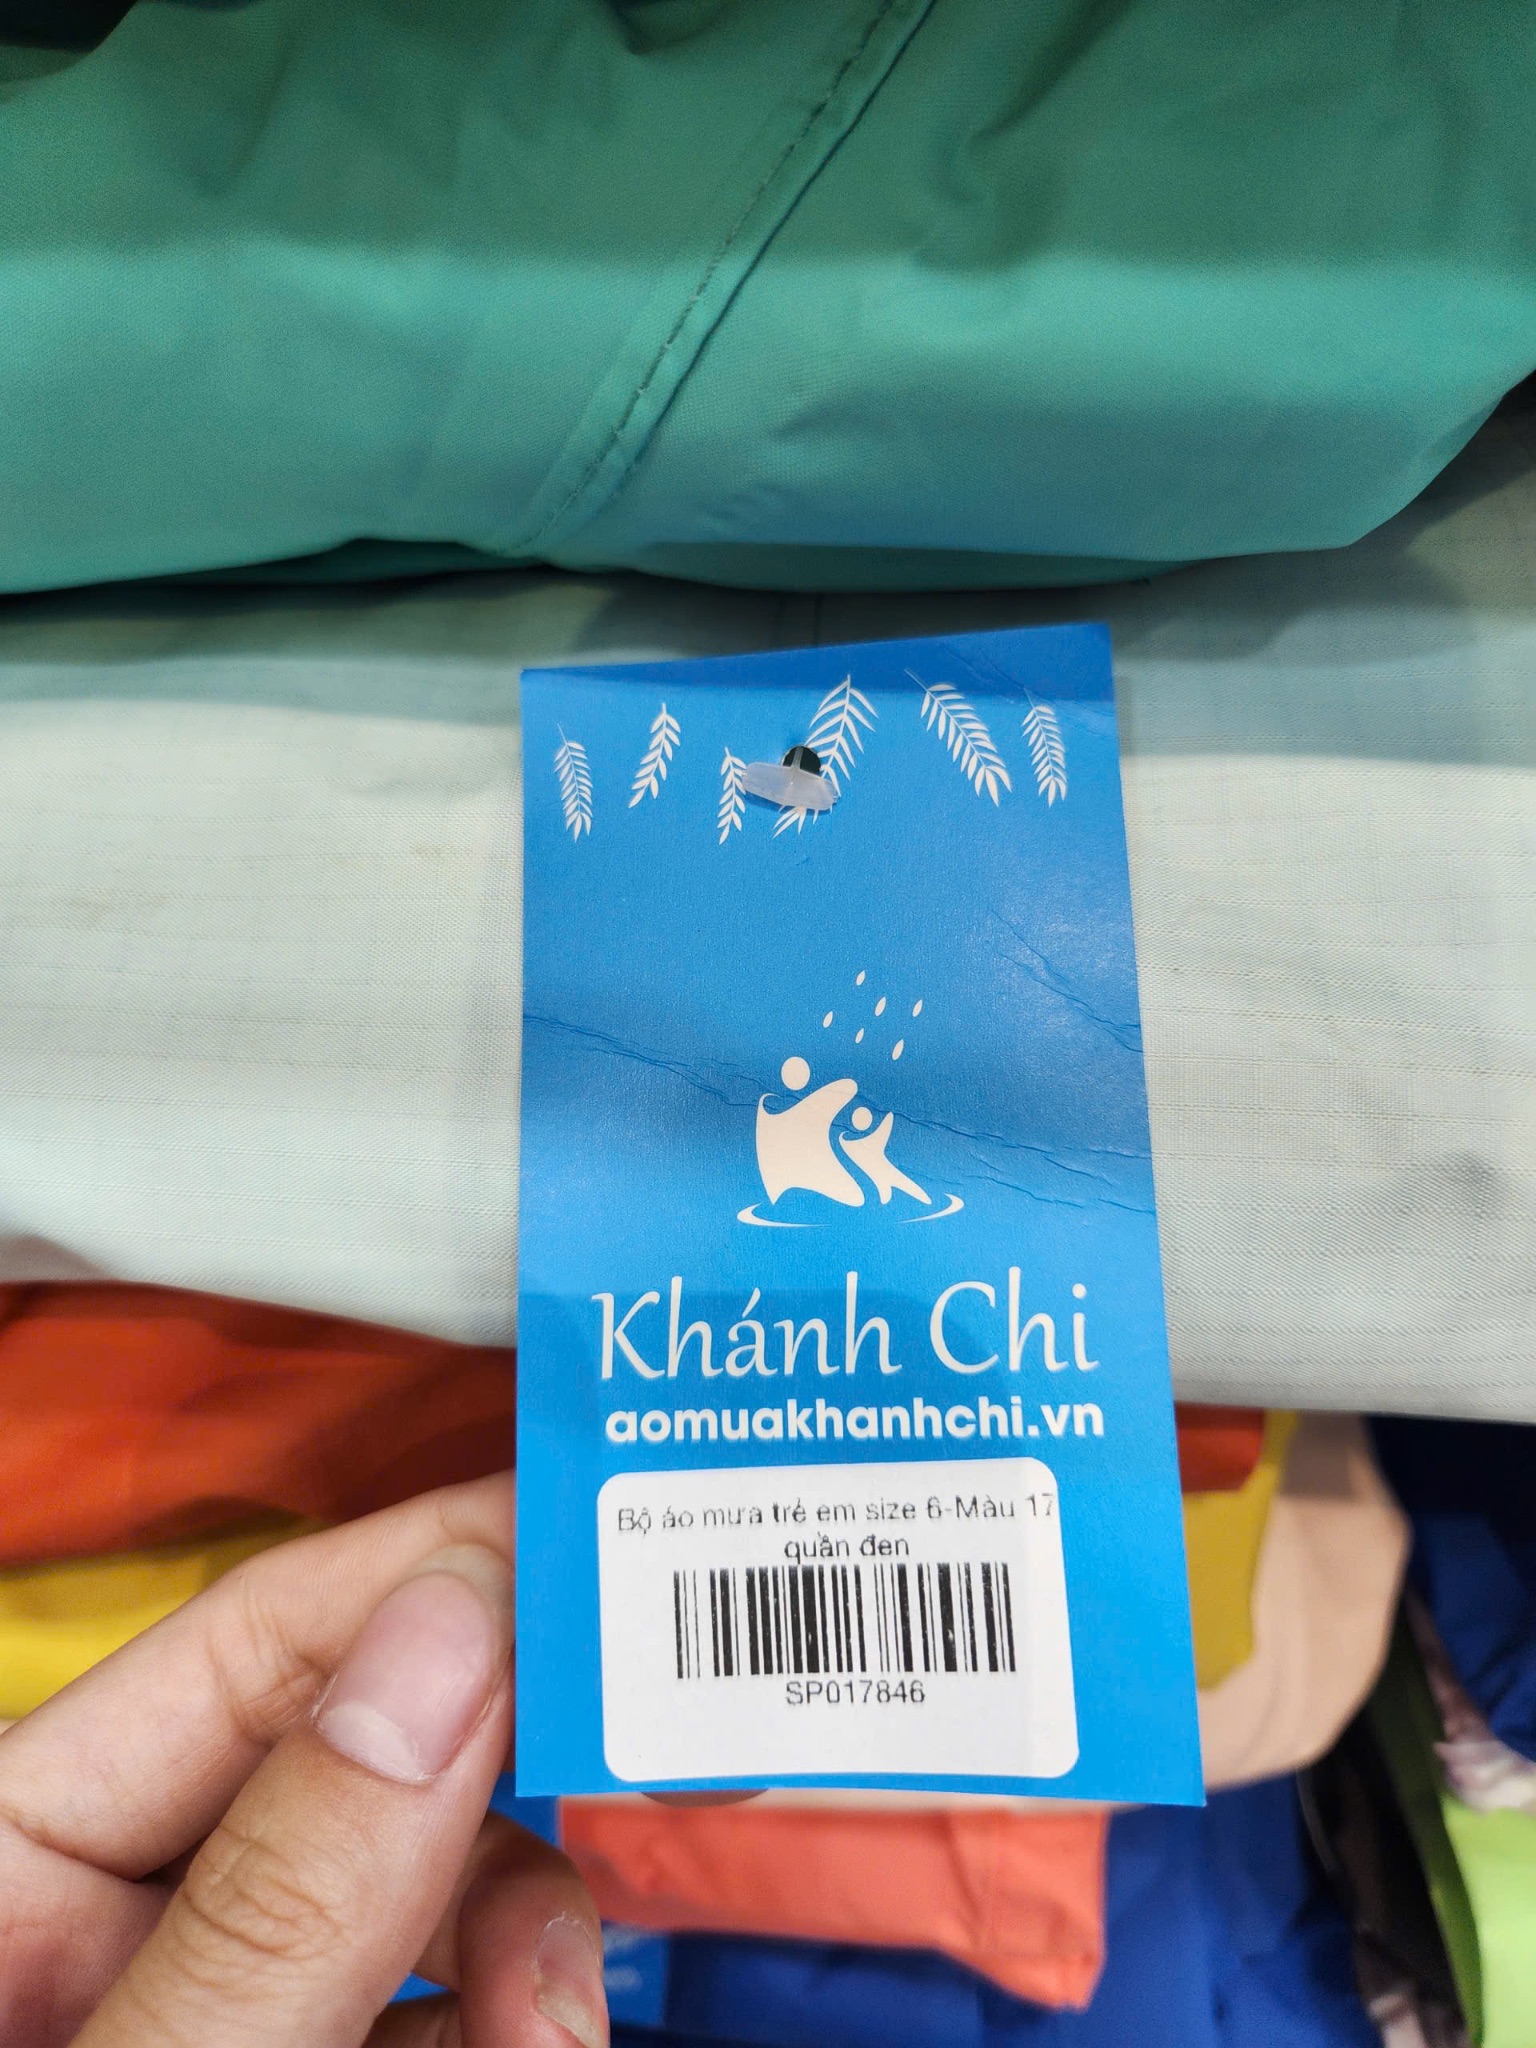 Khánh Chi
aomuakhanhchi.vn
Bộ áo mưa trẻ em size 6-Màu 17
quần đen
SP017846